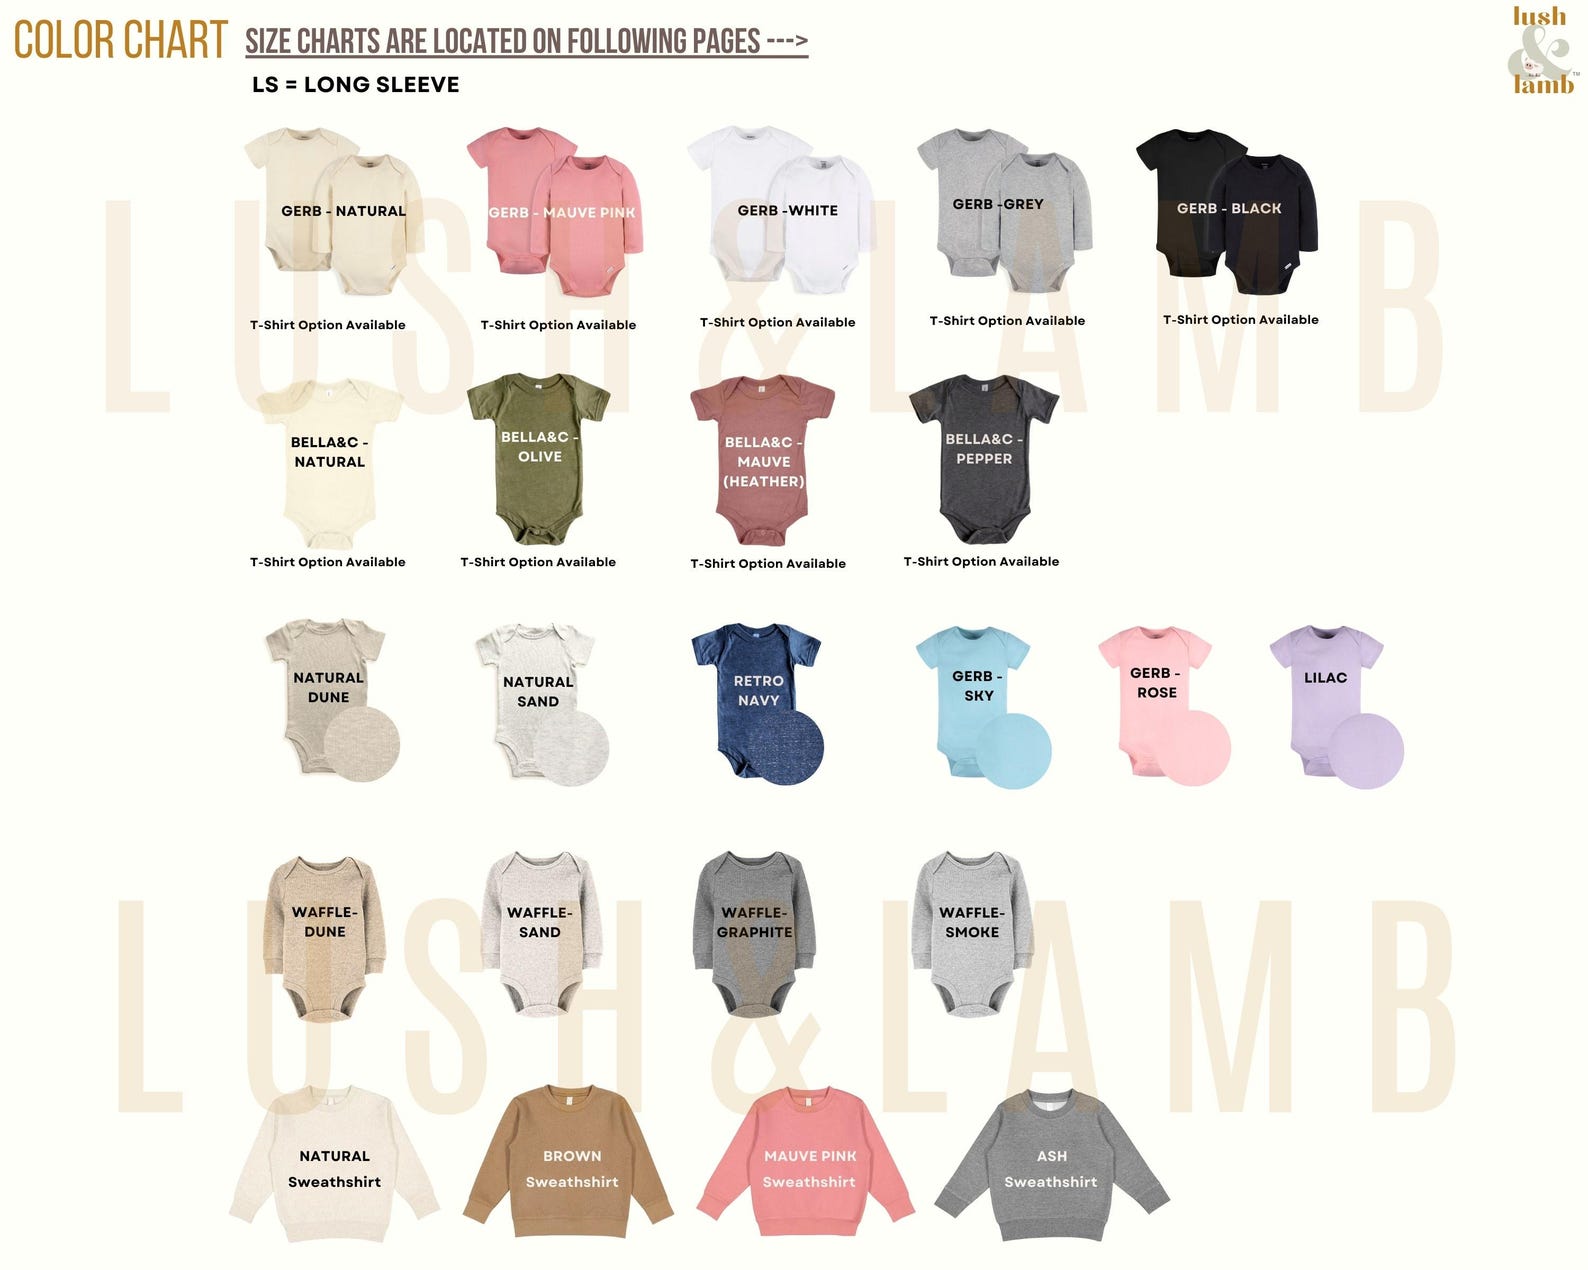 COLOR CHART
SIZE CHARTS ARE LOCATED ON FOLLOWING PAGES --->
LS = LONG SLEEVE
lush
&
lamb
TM
GERB - NATURAL
GERB - MAUVE PINK
GERB -WHITE
GERB -GREY
GERB - BLACK
T-Shirt Option Available
T-Shirt Option Available
T-Shirt Option Available
T-Shirt Option Available
T-Shirt Option Available
LUSH&LAMB
BELLA&C -
NATURAL
BELLA&C -
OLIVE
BELLA&C -
MAUVE
(HEATHER)
BELLA&C -
PEPPER
T-Shirt Option Available
T-Shirt Option Available
T-Shirt Option Available
T-Shirt Option Available
NATURAL
DUNE
NATURAL
SAND
RETRO
NAVY
GERB -
SKY
GERB -
ROSE
LILAC
WAFFLE-
DUNE
WAFFLE-
SAND
WAFFLE-
GRAPHITE
WAFFLE-
SMOKE
LUSH&LAMB
NATURAL
Sweathshirt
BROWN
Sweathshirt
MAUVE PINK
Sweathshirt
ASH
Sweathshirt